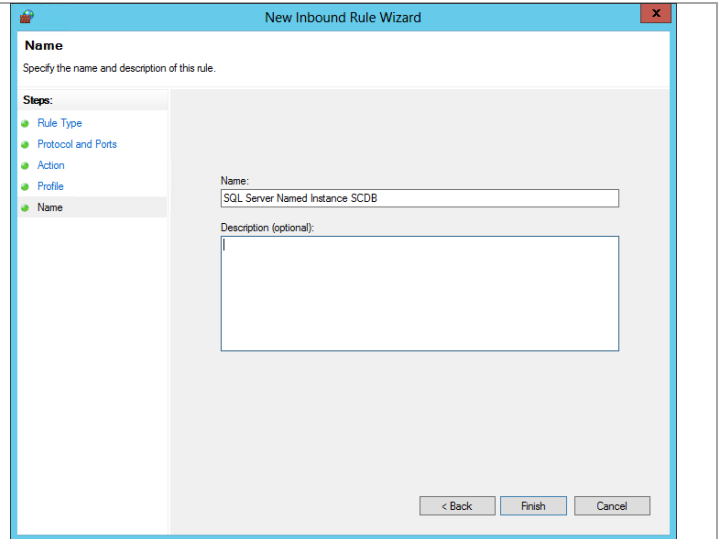 New Inbound Rule Wizard
x
Name
Specify the name and description of this rule.
Steps:
Rule Type
Protocol and Ports
Action
Profile
Name
Name:
SQL Server Named Instance SCDB
Description (optional):
< Back
Finish
Cancel